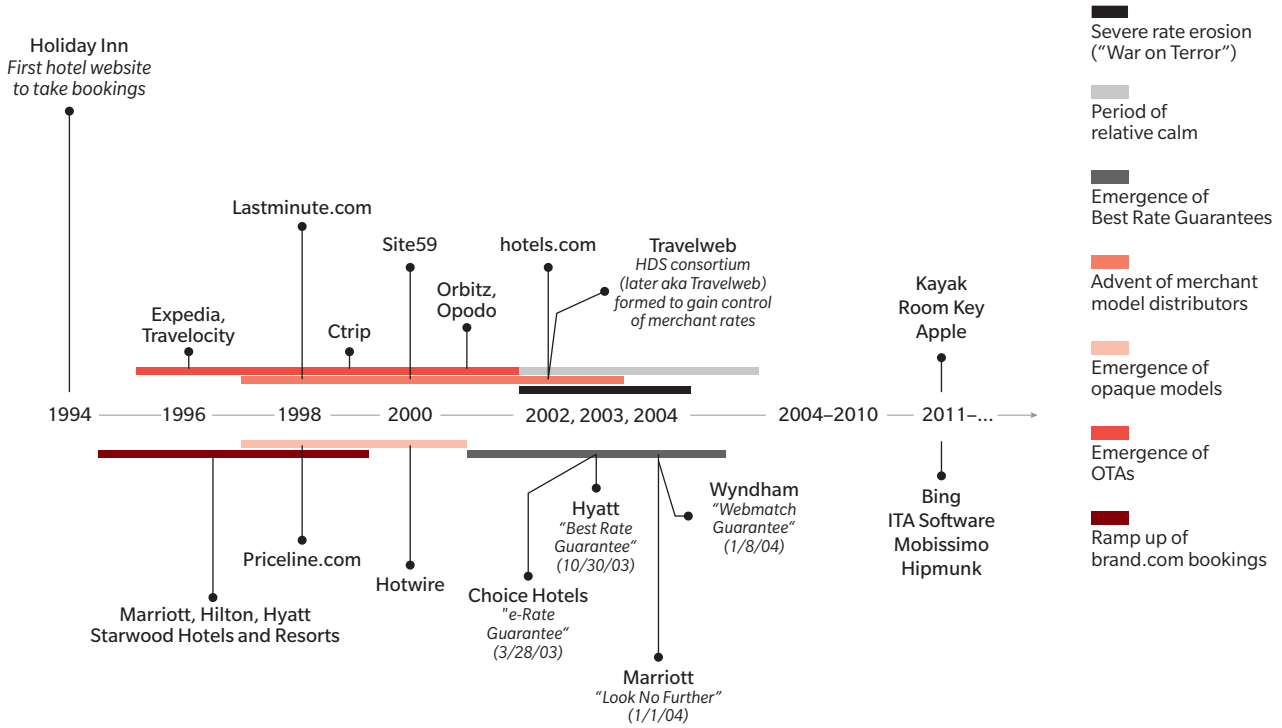 Holiday Inn
First hotel website
to take bookings
Lastminute.com
Site59
hotels.com
Travelweb
HDS consortium
(later aka Travelweb)
formed to gain control
of merchant rates
Expedia,
Travelocity
Ctrip
Orbitz,
Opodo
Kayak
Room Key
Apple
1994
1996
1998
2000
2002, 2003, 2004
2004–2010
2011–...
Marriott, Hilton, Hyatt
Starwood Hotels and Resorts
Priceline.com
Hotwire
Choice Hotels
"e-Rate
Guarantee“
(3/28/03)
Hyatt
“Best Rate
Guarantee“
(10/30/03)
Marriott
“Look No Further”
(1/1/04)
Wyndham
“Webmatch
Guarantee“
(1/8/04)
Bing
ITA Software
Mobissimo
Hipmunk
Severe rate erosion
(“War on Terror”)
Period of
relative calm
Emergence of
Best Rate Guarantees
Advent of merchant
model distributors
Emergence of
opaque models
Emergence of
OTAs
Ramp up of
brand.com bookings